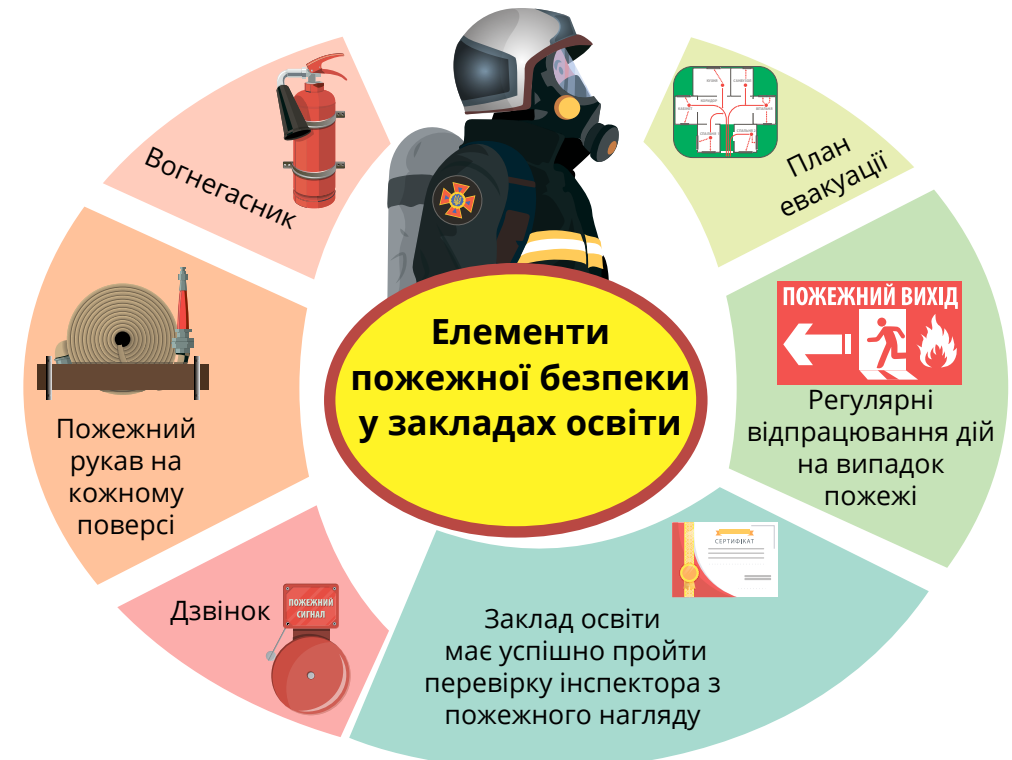 Елементи
пожежної безпеки
у закладах освіти
Вогнегасник
План
евакуації
ПОЖЕЖНИЙ ВИХІД
Регулярні
відпрацювання дій
на випадок
пожежі
СЕРТИФІКАТ
Заклад освіти
має успішно пройти
перевірку інспектора з
пожежного нагляду
Дзвінок
ПОЖЕЖНИЙ
СИГНАЛ
Пожежний
рукав на
кожному
поверсі